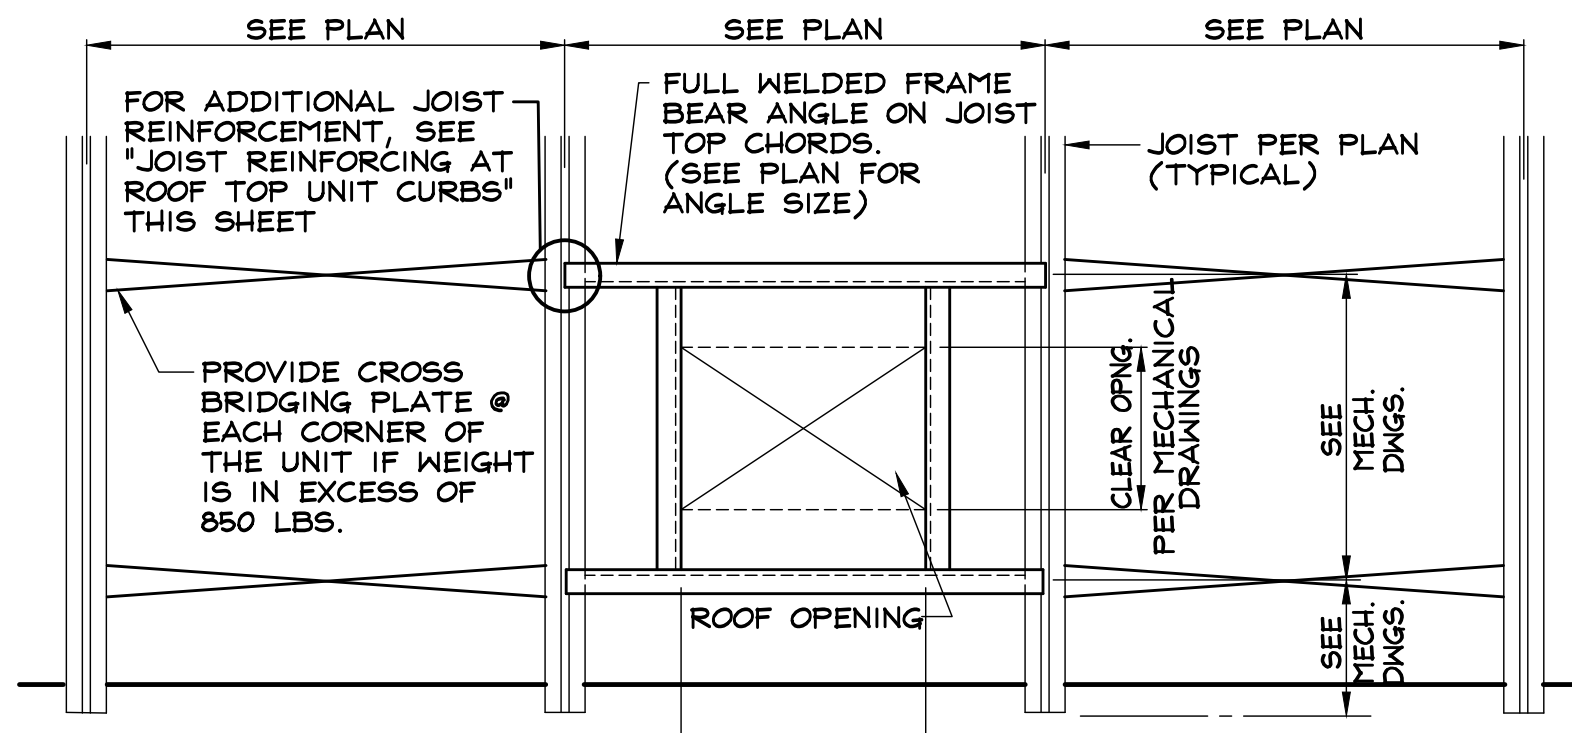 SEE PLAN
SEE PLAN
SEE PLAN
FOR ADDITIONAL JOIST
REINFORCEMENT, SEE
"JOIST REINFORCING AT
ROOF TOP UNIT CURBS"
THIS SHEET
FULL WELDED FRAME
BEAR ANGLE ON JOIST
TOP CHORDS.
(SEE PLAN FOR
ANGLE SIZE)
JOIST PER PLAN
(TYPICAL)
PROVIDE CROSS
BRIDGING PLATE @
EACH CORNER OF
THE UNIT IF WEIGHT
IS IN EXCESS OF
850 LBS.
CLEAR OPNG.
PER MECHANICAL
DRAWINGS
SEE
MECH.
DWGS.
ROOF OPENING
SEE
MECH.
DWGS.